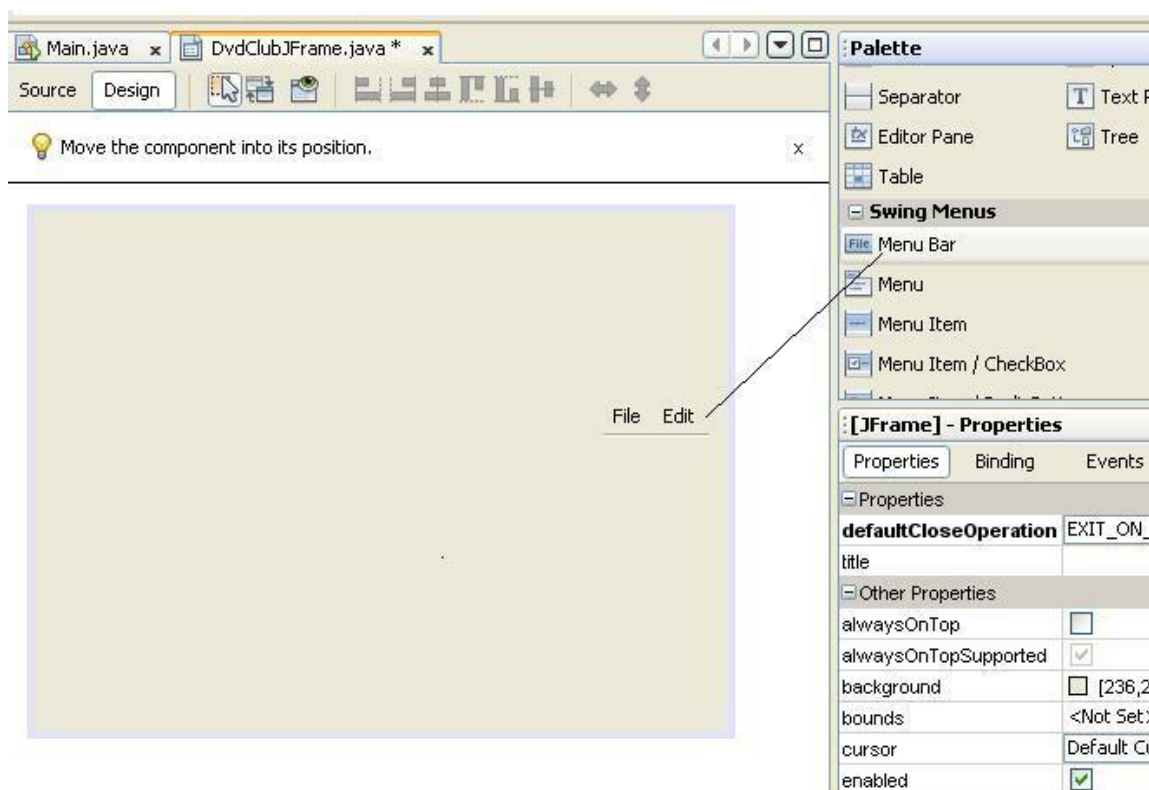 Main.java x DvdClubJFrame.java * x
Source Design
Move the component into its position. x
File Edit
Palette
Separator Text
Editor Pane Tree
Table
Swing Menus
File Menu Bar
Menu
Menu Item
Menu Item / CheckBox
[JFrame] - Properties
Properties Binding Events
Properties
defaultCloseOperation EXIT_ON_
title
Other Properties
alwaysOnTop
alwaysOnTopSupported
background [236,2
bounds <Not Set>
cursor Default
enabled